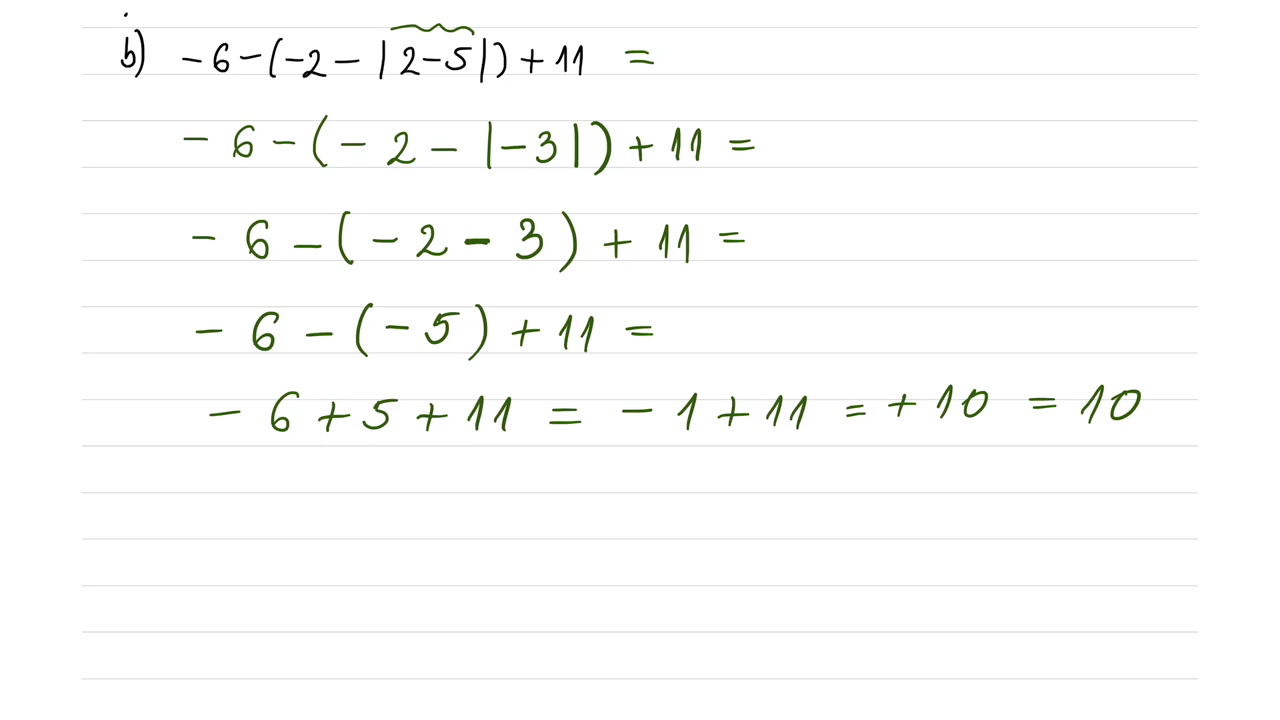 b) -6-(-2-|2-5|)+11 =
-6-(-2-|-3|)+11=
-6-(-2-3)+11=
-6-(-5)+11=
-6+5+11=-1+11=+10=10